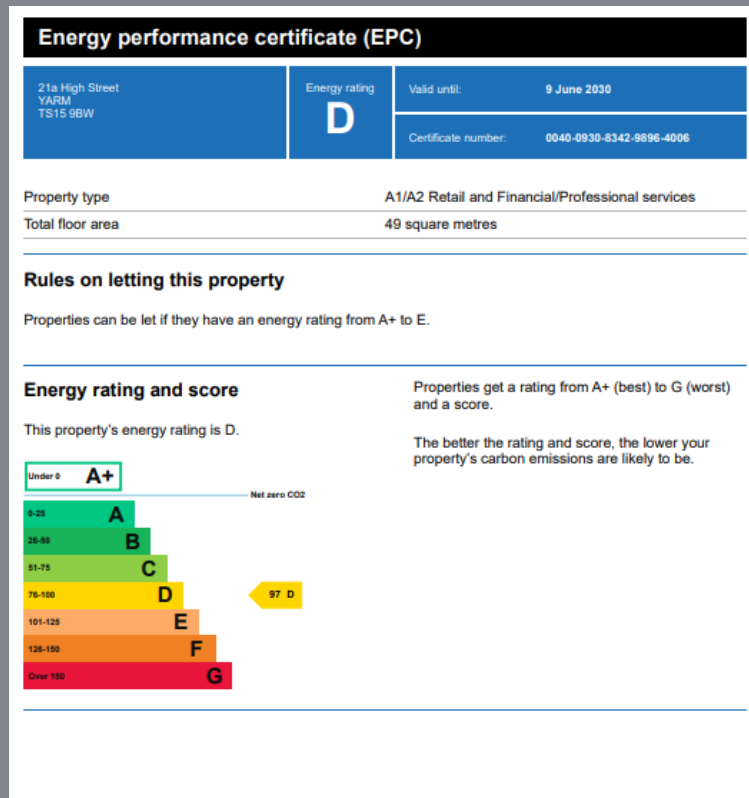 Energy performance certificate (EPC)
21a High Street
YARM
TS15 9BW
Energy rating
D
Valid until:
9 June 2030
Certificate number:
0040-0930-8342-9896-4006
Property type
A1/A2 Retail and Financial/Professional services
Total floor area
49 square metres
Rules on letting this property
Properties can be let if they have an energy rating from A+ to E.
Energy rating and score
This property's energy rating is D.
Under 0 A+
Net zero CO2
0-25 A
26-50 B
51-75 C
76-100 D
97 D
101-125 E
126-150 F
Over 150 G
Properties get a rating from A+ (best) to G (worst)
and a score.
The better the rating and score, the lower your
property's carbon emissions are likely to be.